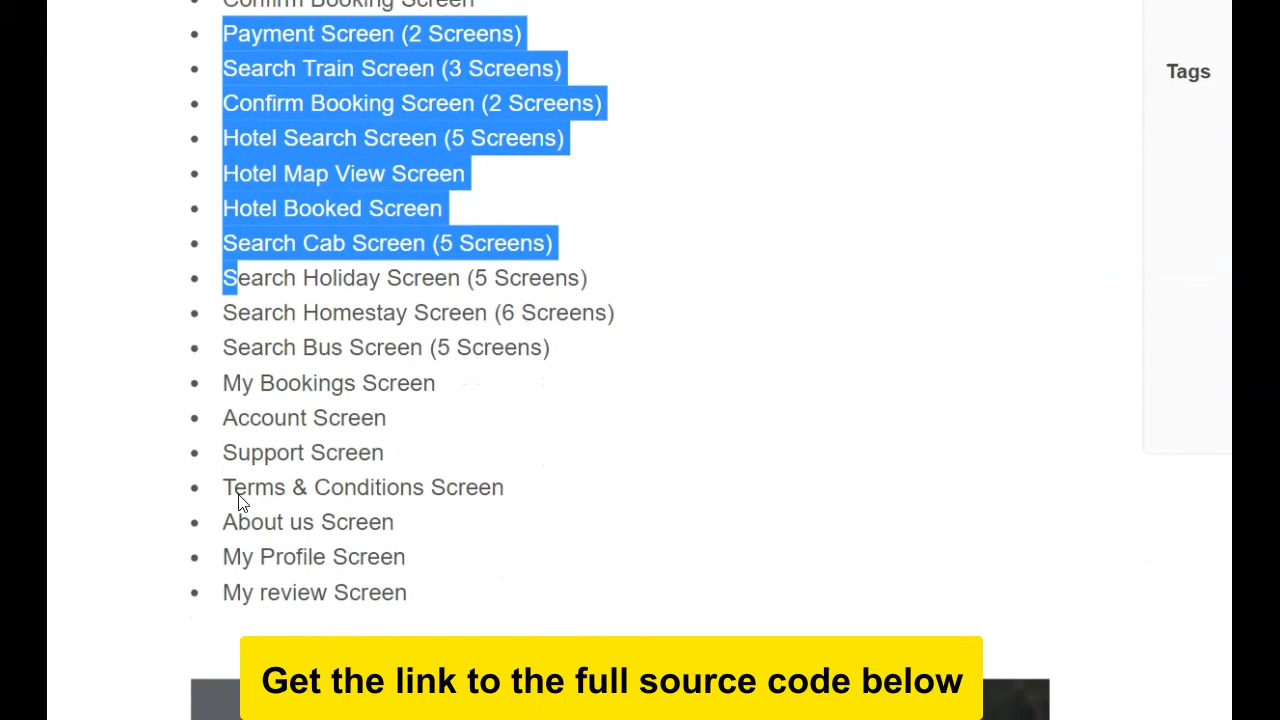 Confirm Booking Screen
Payment Screen (2 Screens)
Search Train Screen (3 Screens)
Confirm Booking Screen (2 Screens)
Hotel Search Screen (5 Screens)
Hotel Map View Screen
Hotel Booked Screen
Search Cab Screen (5 Screens)
Search Holiday Screen (5 Screens)
Search Homestay Screen (6 Screens)
Search Bus Screen (5 Screens)
My Bookings Screen
Account Screen
Support Screen
Terms & Conditions Screen
About us Screen
My Profile Screen
My review Screen
Tags
Get the link to the full source code below